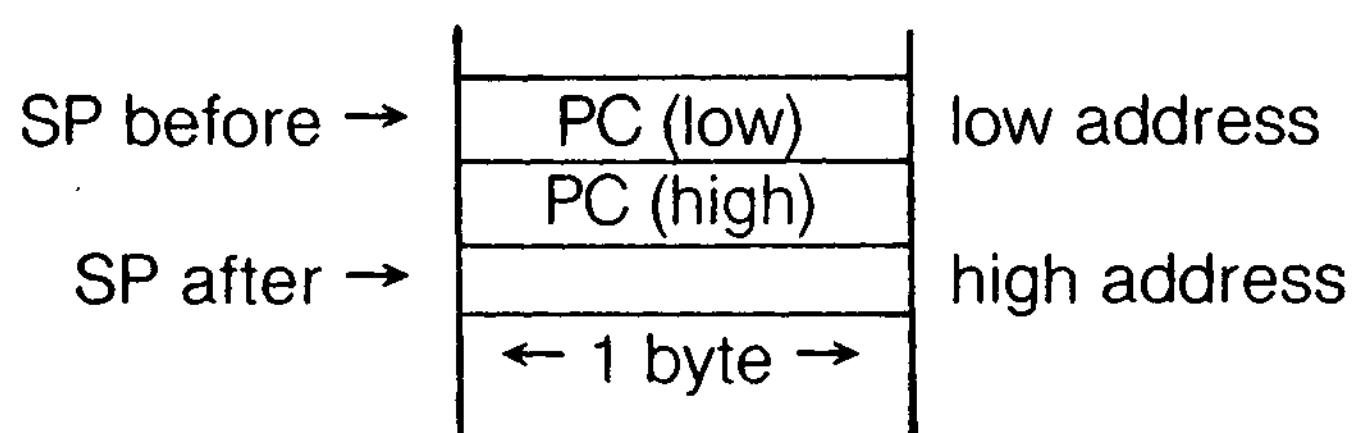 SP before → PC (low) low address
PC (high)
SP after → high address
← 1 byte →